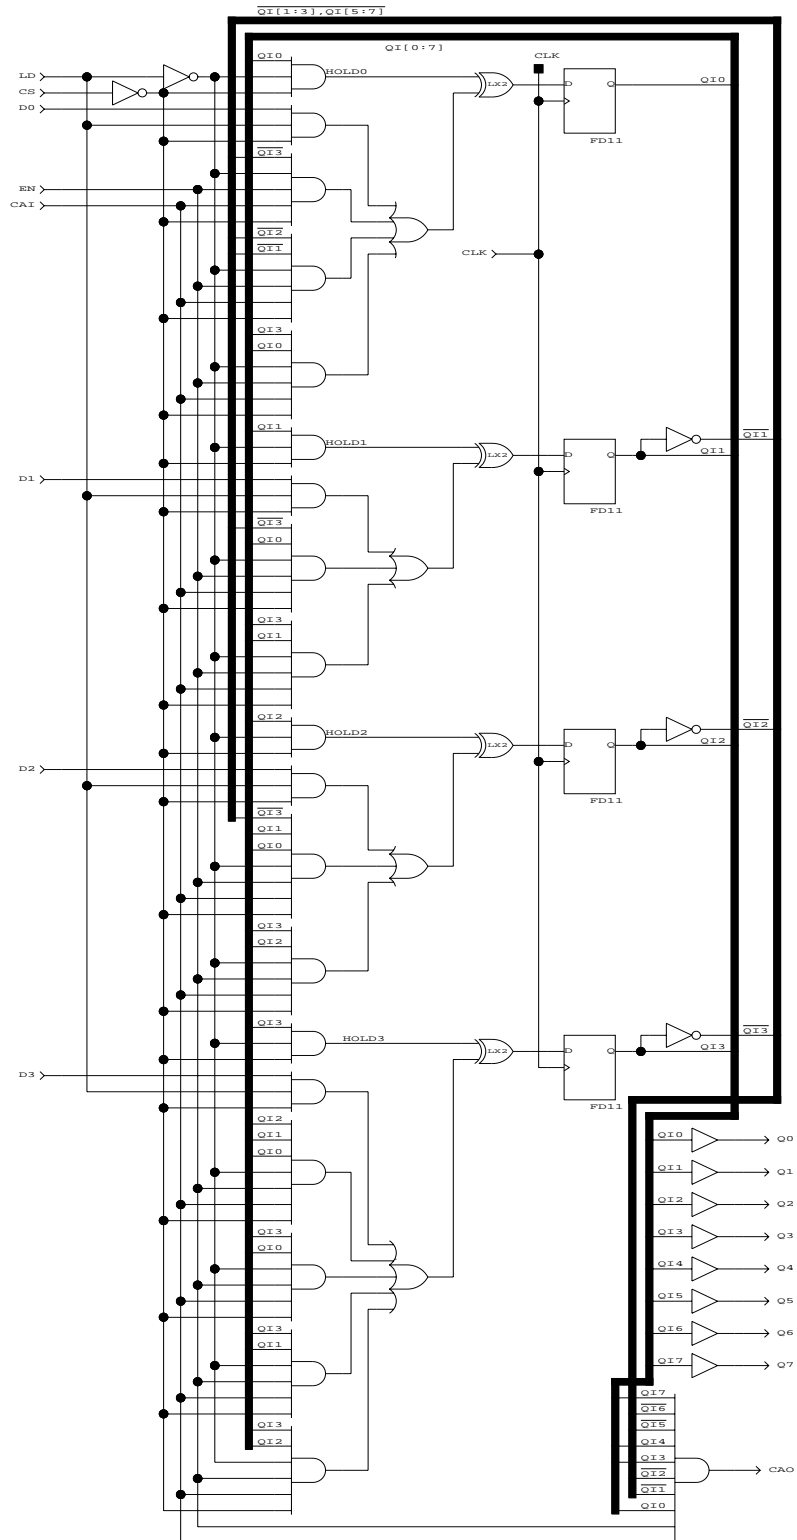 QI[1:3],QI[5:7]
QI[0:7]
CLK
QI0
LD
HOLD0
LX2
D
Q
QI0
CS
D0
FD11
QI3
EN
CAI
QI2
QI1
CLK
QI3
QI0
QI1
HOLD1
LX2
D
Q
QI1
QI1
D1
FD11
QI3
QI0
QI3
QI1
QI2
HOLD2
LX2
D
Q
QI2
QI2
D2
FD11
QI3
QI1
QI0
QI3
QI2
QI3
HOLD3
LX2
D
Q
QI3
QI3
D3
FD11
QI2
QI1
QI0
QI3
QI0
QI3
QI1
QI3
QI2
QI0 Q0
QI1 Q1
QI2 Q2
QI3 Q3
QI4 Q4
QI5 Q5
QI6 Q6
QI7 Q7
QI7
QI6
QI5
QI4
QI3
QI2
QI1
QI0
CAO